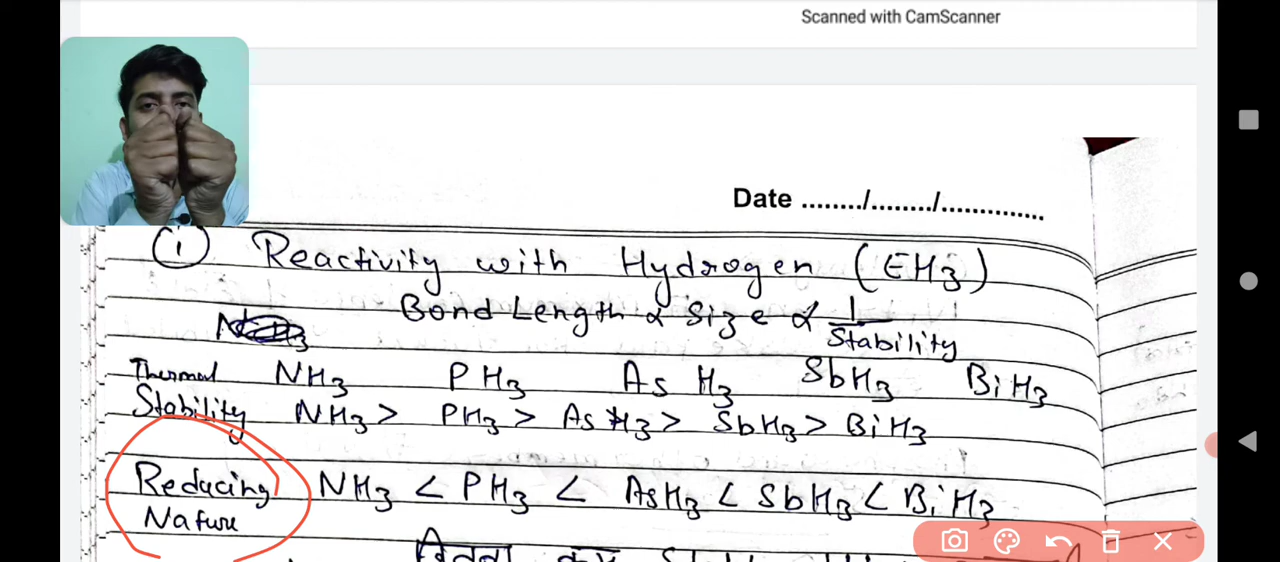 Scanned with CamScanner
Date ......../......../..............
(i) Reactivity with Hydrogen (EH3)
Bond Length ∝ Size ∝ 1/Stability
Thermal NH3 PH3 As H3 SbH3 BiH3
Stability NH3 > PH3 > AsH3 > SbH3 > BiH3
Reducing NH3 < PH3 < AsH3 < SbH3 < BiH3
Nature